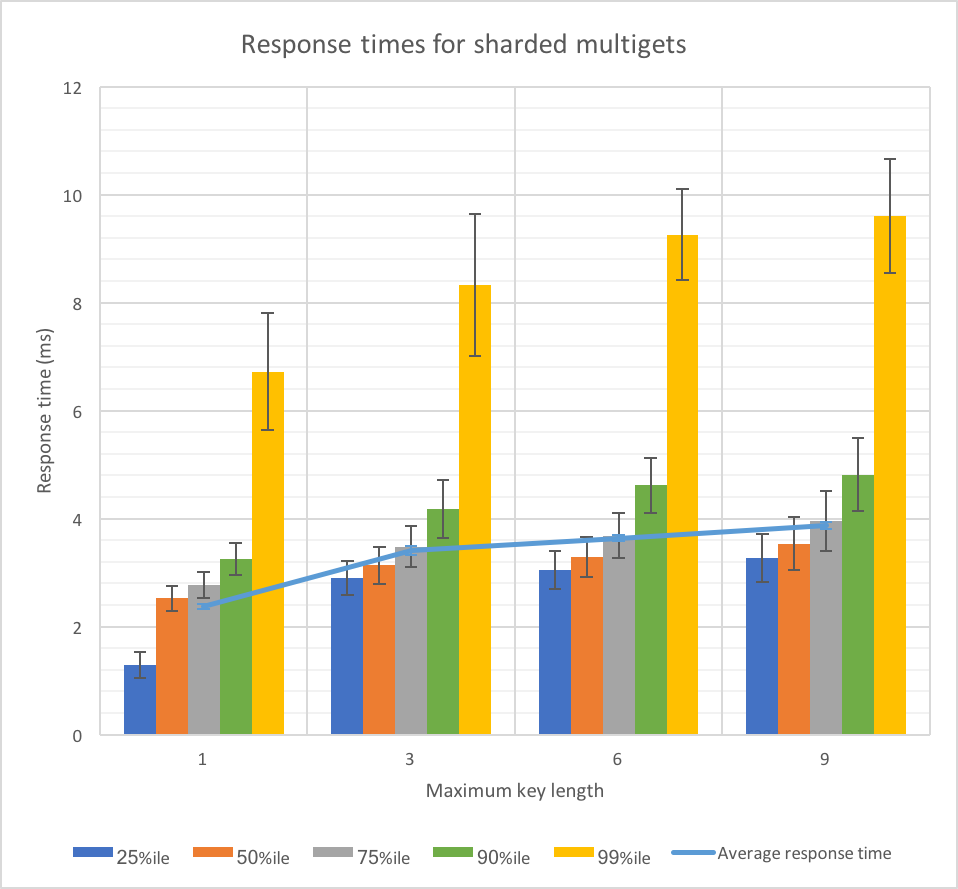 Response times for sharded multigets
12
10
8
6
4
2
0
Response time (ms)
1 3 6 9
Maximum key length
25%ile 50%ile 75%ile 90%ile 99%ile Average response time